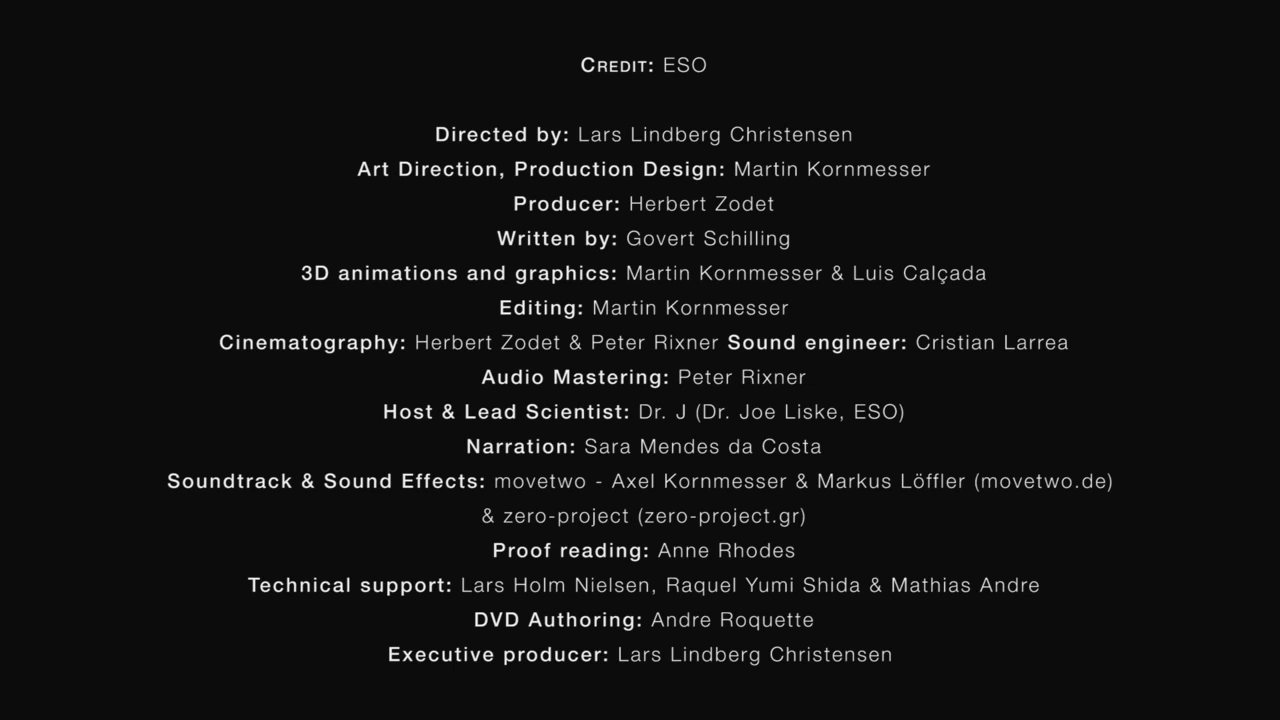 CREDIT: ESO
Directed by: Lars Lindberg Christensen
Art Direction, Production Design: Martin Kornmesser
Producer: Herbert Zodet
Written by: Govert Schilling
3D animations and graphics: Martin Kornmesser & Luis Calçada
Editing: Martin Kornmesser
Cinematography: Herbert Zodet & Peter Rixner Sound engineer: Cristian Larrea
Audio Mastering: Peter Rixner
Host & Lead Scientist: Dr. J (Dr. Joe Liske, ESO)
Narration: Sara Mendes da Costa
Soundtrack & Sound Effects: movetwo - Axel Kornmesser & Markus Löffler (movetwo.de)
& zero-project (zero-project.gr)
Proof reading: Anne Rhodes
Technical support: Lars Holm Nielsen, Raquel Yumi Shida & Mathias Andre
DVD Authoring: Andre Roquette
Executive producer: Lars Lindberg Christensen